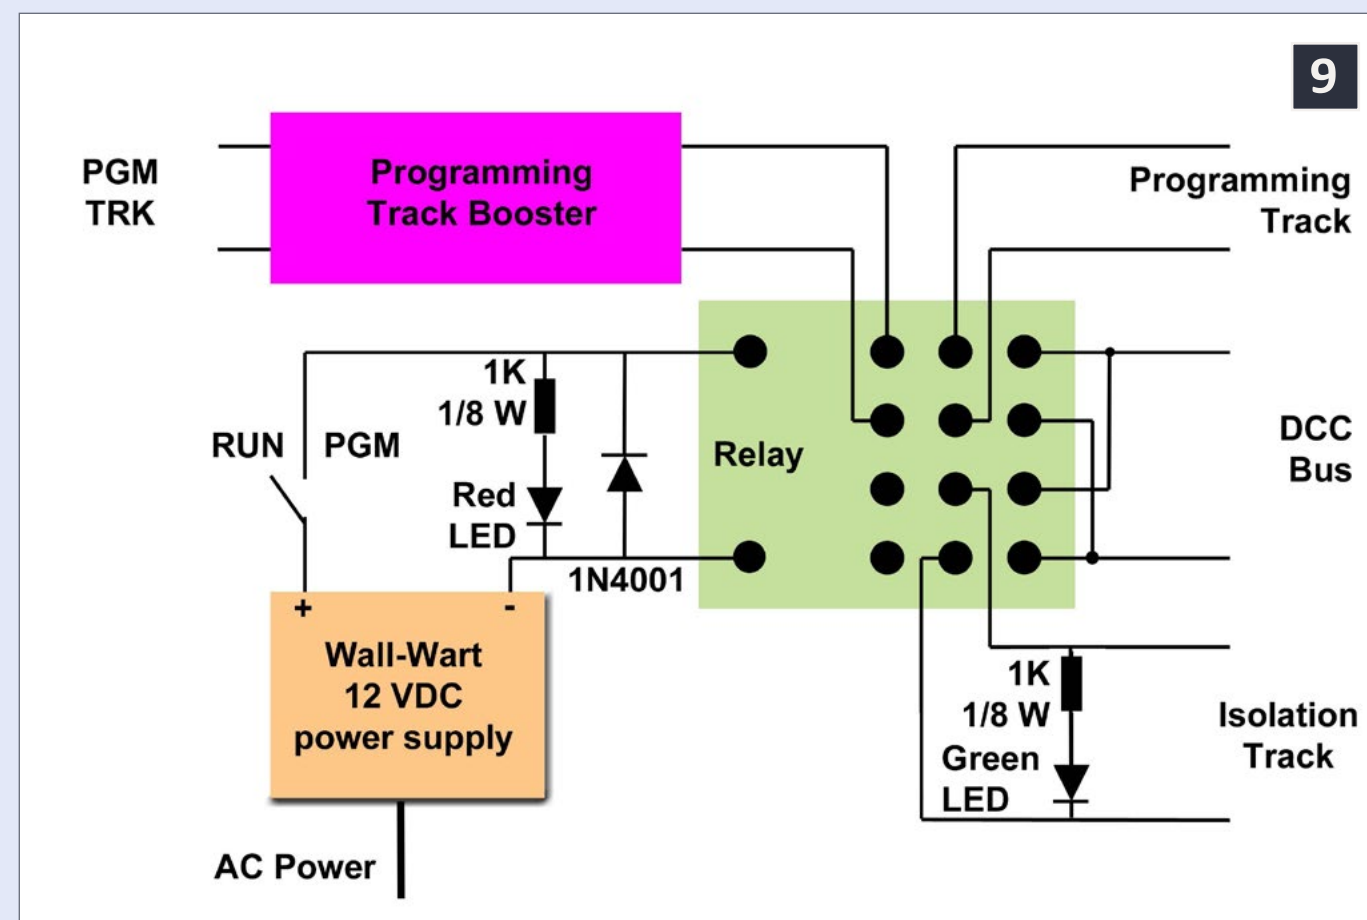 9
PGM
TRK
Programming
Track Booster
Programming
Track
1K
1/8 W
RUN
PGM
Relay
DCC
Bus
Red
LED
1N4001
+
-
Wall-Wart
12 VDC
power supply
1K
1/8 W
Isolation
Track
Green
LED
AC Power